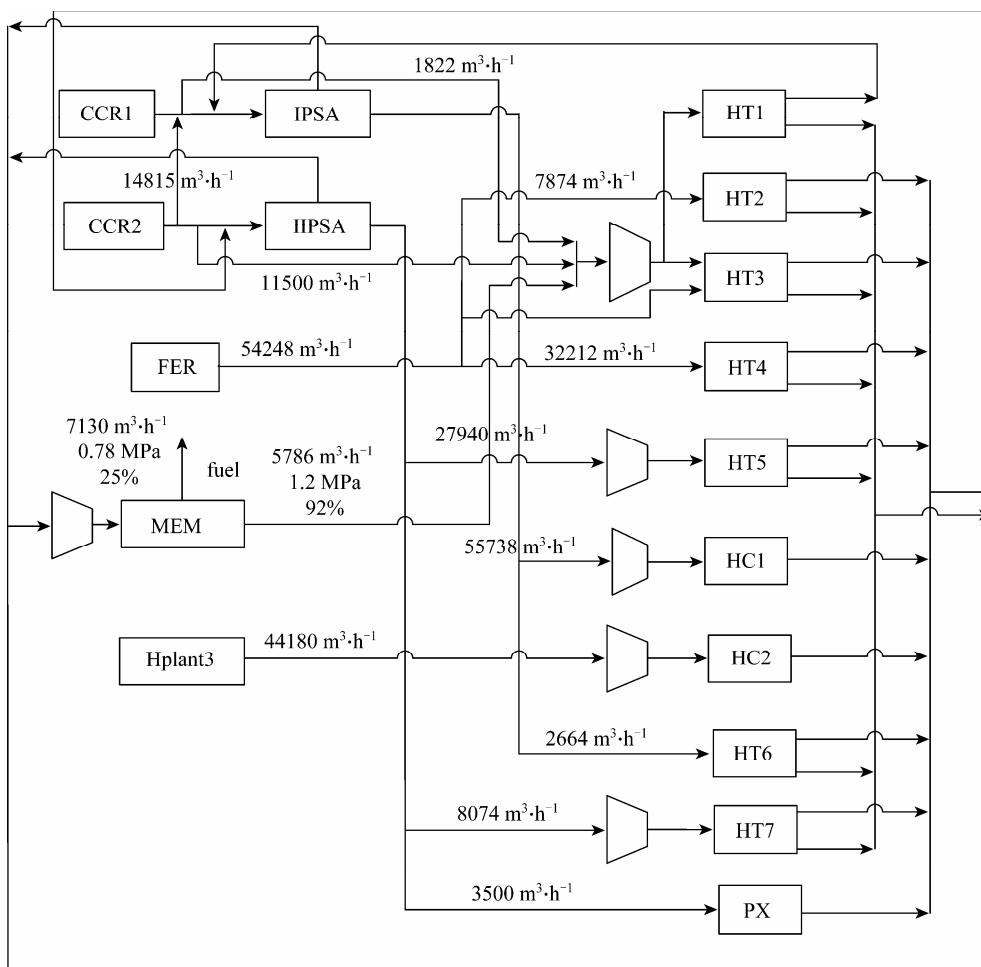 1822 m³·h⁻¹
CCR1
IPSA
HT1
14815 m³·h⁻¹
7874 m³·h⁻¹
HT2
CCR2
IIPSA
11500 m³·h⁻¹
HT3
54248 m³·h⁻¹
32212 m³·h⁻¹
FER
HT4
7130 m³·h⁻¹
0.78 MPa
25%
fuel
5786 m³·h⁻¹
1.2 MPa
92%
27940 m³·h⁻¹
HT5
MEM
55738 m³·h⁻¹
HC1
44180 m³·h⁻¹
Hplant3
HC2
2664 m³·h⁻¹
HT6
8074 m³·h⁻¹
HT7
3500 m³·h⁻¹
PX